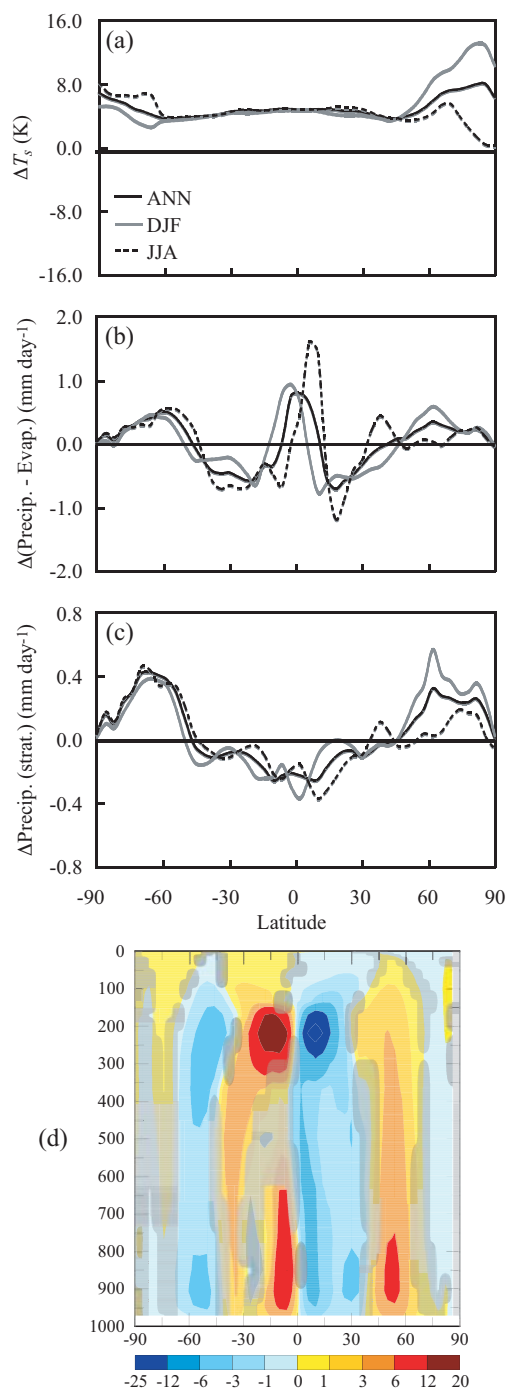 (a)
16.0
8.0
0.0
-8.0
-16.0
ΔTs (K)
ANN
DJF
JJA
(b)
2.0
1.0
0.0
-1.0
-2.0
Δ(Precip. - Evap.) (mm day-1)
(c)
0.8
0.4
0.0
-0.4
-0.8
ΔPrecip. (strat.) (mm day-1)
-90 -60 -30 0 30 60 90
Latitude
(d)
0
100
200
300
400
500
600
700
800
900
1000
-90 -60 -30 0 30 60 90
-25 -12 -6 -3 -1 0 1 3 6 12 20